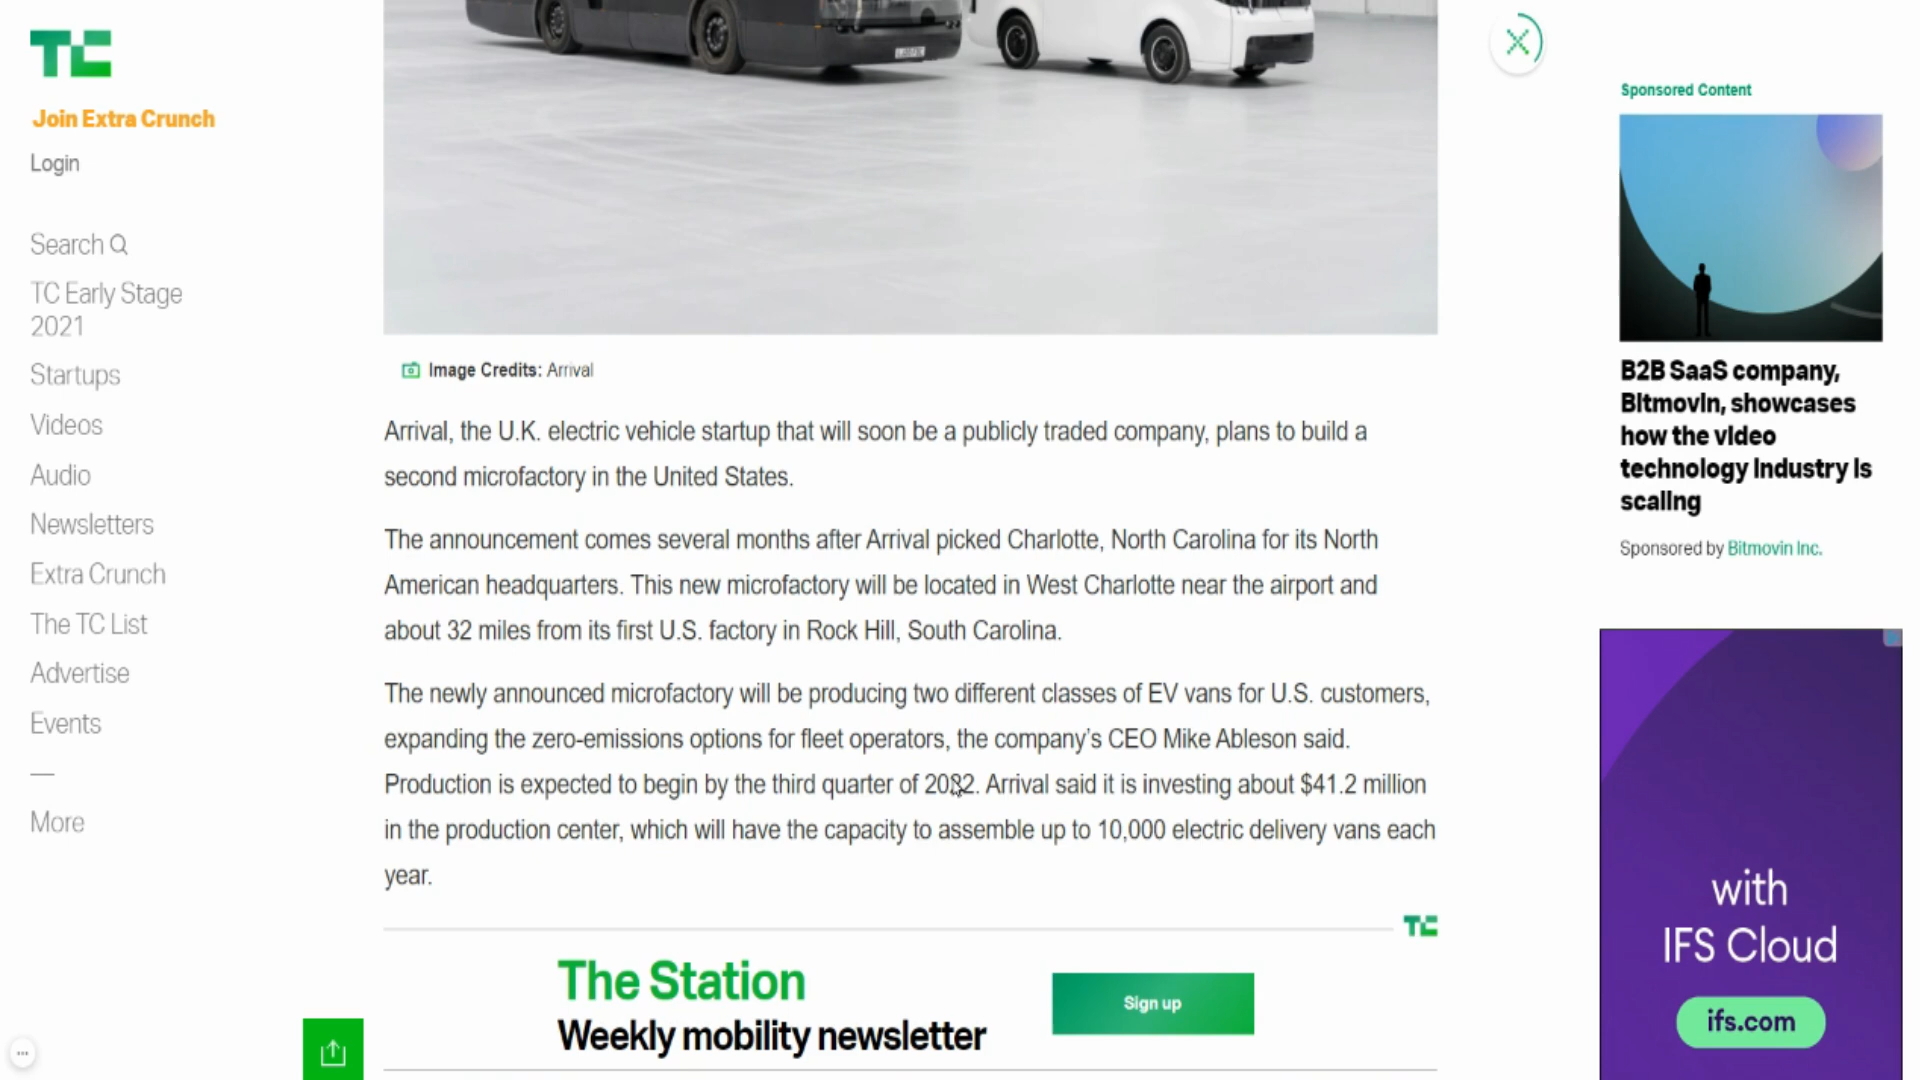 TC
Join Extra Crunch
Login
Search
TC Early Stage
2021
Startups
Videos
Audio
Newsletters
Extra Crunch
The TC List
Advertise
Events
—
More
Image Credits: Arrival
Arrival, the U.K. electric vehicle startup that will soon be a publicly traded company, plans to build a
second microfactory in the United States.
The announcement comes several months after Arrival picked Charlotte, North Carolina for its North
American headquarters. This new microfactory will be located in West Charlotte near the airport and
about 32 miles from its first U.S. factory in Rock Hill, South Carolina.
The newly announced microfactory will be producing two different classes of EV vans for U.S. customers,
expanding the zero-emissions options for fleet operators, the company's CEO Mike Ableson said.
Production is expected to begin by the third quarter of 2022. Arrival said it is investing about $41.2 million
in the production center, which will have the capacity to assemble up to 10,000 electric delivery vans each
year.
TC
The Station
Weekly mobility newsletter
Sign up
Sponsored Content
B2B SaaS company,
Bitmovin, showcases
how the video
technology industry is
scaling
Sponsored by Bitmovin Inc.
with
IFS Cloud
ifs.com